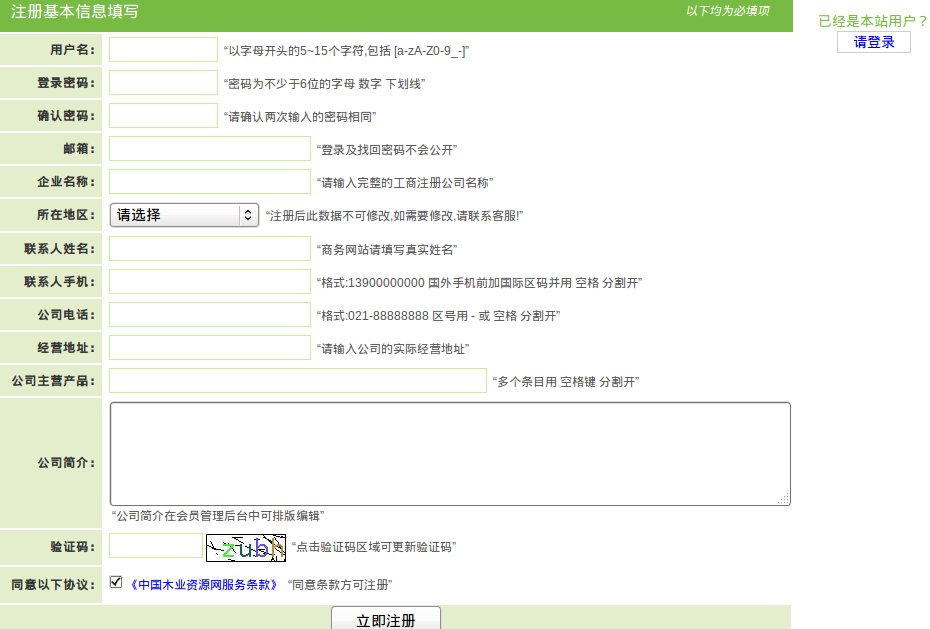 注册基本信息填写 以下均为必填项
已经是本站用户？
请登录
用户名: “以字母开头的5~15个字符,包括 [a-zA-Z0-9_-]”
登录密码: “密码为不少于6位的字母 数字 下划线”
确认密码: “请确认两次输入的密码相同”
邮箱: “登录及找回密码不会公开”
企业名称: “请输入完整的工商注册公司名称”
所在地区: 请选择 “注册后此数据不可修改,如需要修改,请联系客服!”
联系人姓名: “商务网站请填写真实姓名”
联系人手机: “格式:13900000000 国外手机前加国际区码并用 空格 分割开”
公司电话: “格式:021-88888888 区号用 - 或 空格 分割开”
经营地址: “请输入公司的实际经营地址”
公司主营产品: “多个条目用 空格键 分割开”
公司简介:
“公司简介在会员管理后台中可排版编辑”
验证码: zubh “点击验证码区域可更新验证码”
同意以下协议: 《中国木业资源网服务条款》 “同意条款方可注册”
立即注册